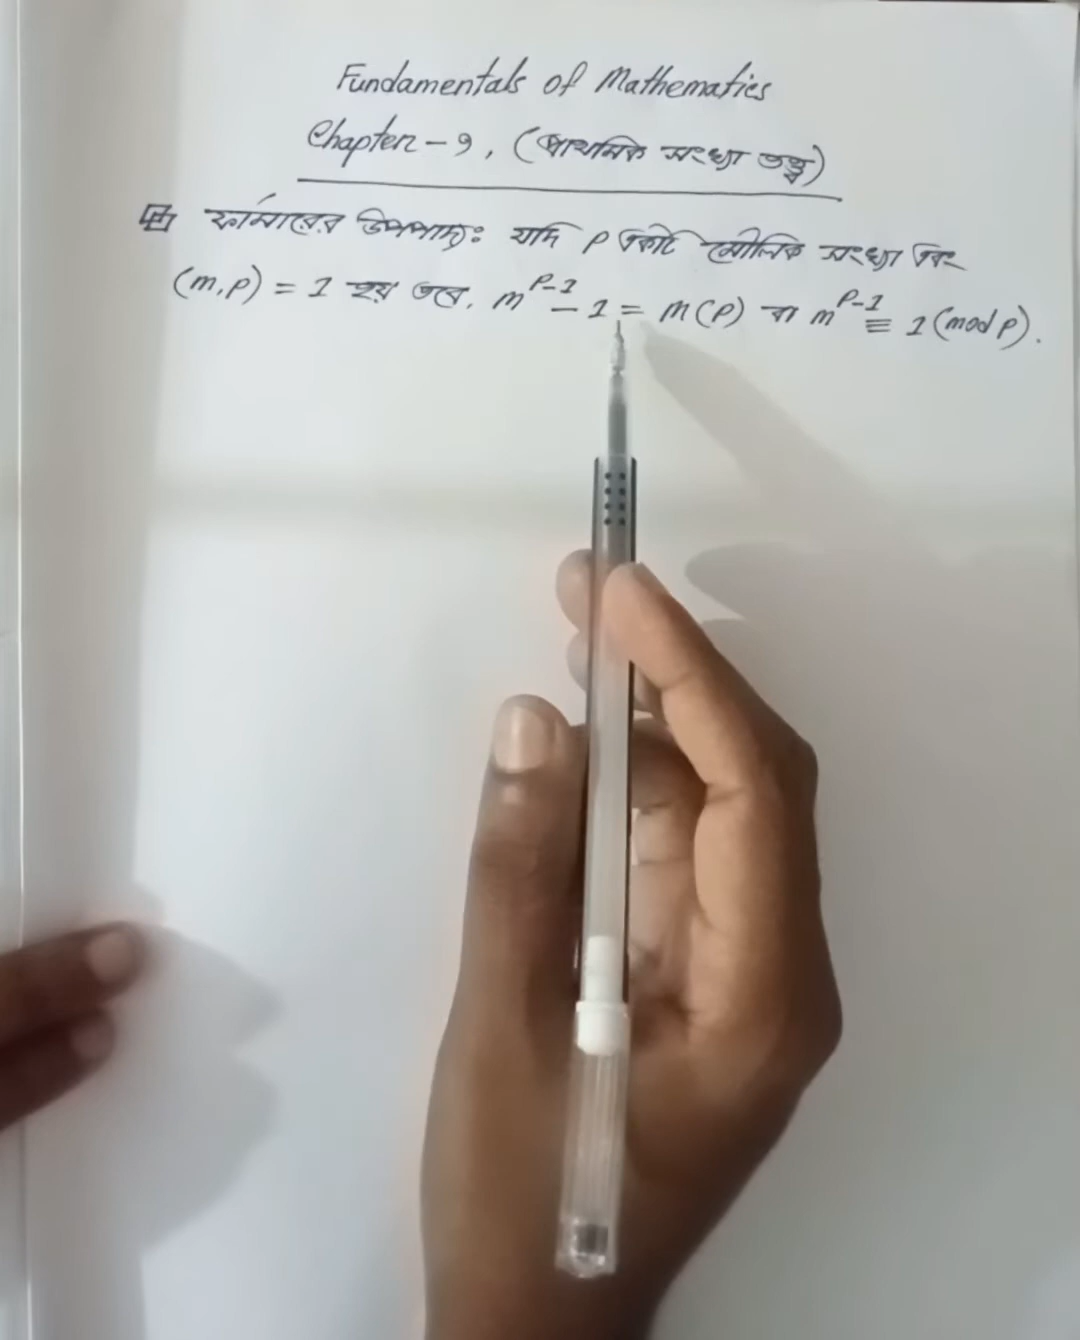 Fundamentals of Mathematics
Chapter - 9, (প্রাথমিক সংখ্যা তত্ত্ব)
ফার্মারের উপপাদ্য: যদি P একটি মৌলিক সংখ্যা এবং
(m,p) = 1 হয় তবে, m^{P-1} - 1 = M(P) বা m^{P-1} ≡ 1 (mod p).